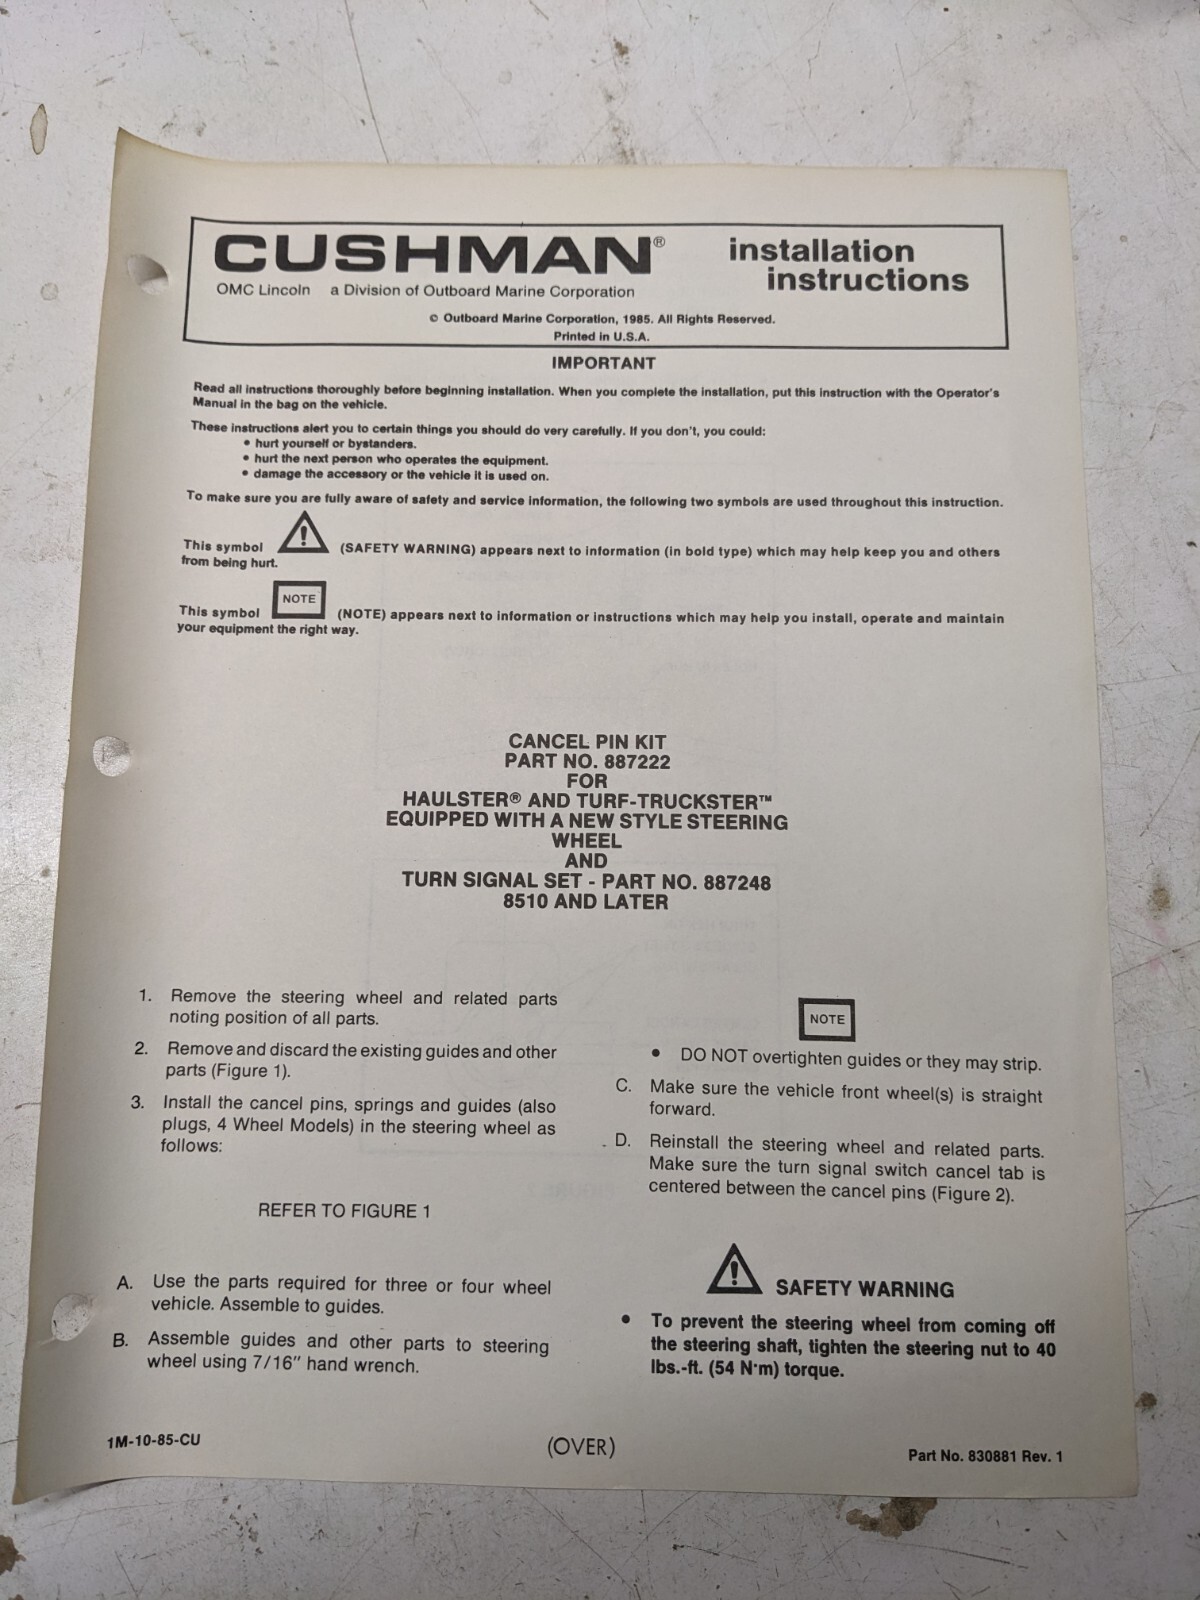 CUSHMAN®
installation
instructions
OMC Lincoln a Division of Outboard Marine Corporation
© Outboard Marine Corporation, 1985. All Rights Reserved.
Printed in U.S.A.
IMPORTANT
Read all instructions thoroughly before beginning installation. When you complete the installation, put this instruction with the Operator's
Manual in the bag on the vehicle.
These instructions alert you to certain things you should do very carefully. If you don't, you could:
• hurt yourself or bystanders.
• hurt the next person who operates the equipment.
• damage the accessory or the vehicle it is used on.
To make sure you are fully aware of safety and service information, the following two symbols are used throughout this instruction.
This symbol ! (SAFETY WARNING) appears next to information (in bold type) which may help keep you and others
from being hurt.
This symbol NOTE (NOTE) appears next to information or instructions which may help you install, operate and maintain
your equipment the right way.
CANCEL PIN KIT
PART NO. 887222
FOR
HAULSTER® AND TURF-TRUCKSTER™
EQUIPPED WITH A NEW STYLE STEERING
WHEEL
AND
TURN SIGNAL SET - PART NO. 887248
8510 AND LATER
1. Remove the steering wheel and related parts
noting position of all parts.
2. Remove and discard the existing guides and other
parts (Figure 1).
3. Install the cancel pins, springs and guides (also
plugs, 4 Wheel Models) in the steering wheel as
follows:
REFER TO FIGURE 1
A. Use the parts required for three or four wheel
vehicle. Assemble to guides.
B. Assemble guides and other parts to steering
wheel using 7/16" hand wrench.
NOTE
• DO NOT overtighten guides or they may strip.
C. Make sure the vehicle front wheel(s) is straight
forward.
D. Reinstall the steering wheel and related parts.
Make sure the turn signal switch cancel tab is
centered between the cancel pins (Figure 2).
! SAFETY WARNING
• To prevent the steering wheel from coming off
the steering shaft, tighten the steering nut to 40
lbs.-ft. (54 N·m) torque.
1M-10-85-CU
(OVER)
Part No. 830881 Rev. 1